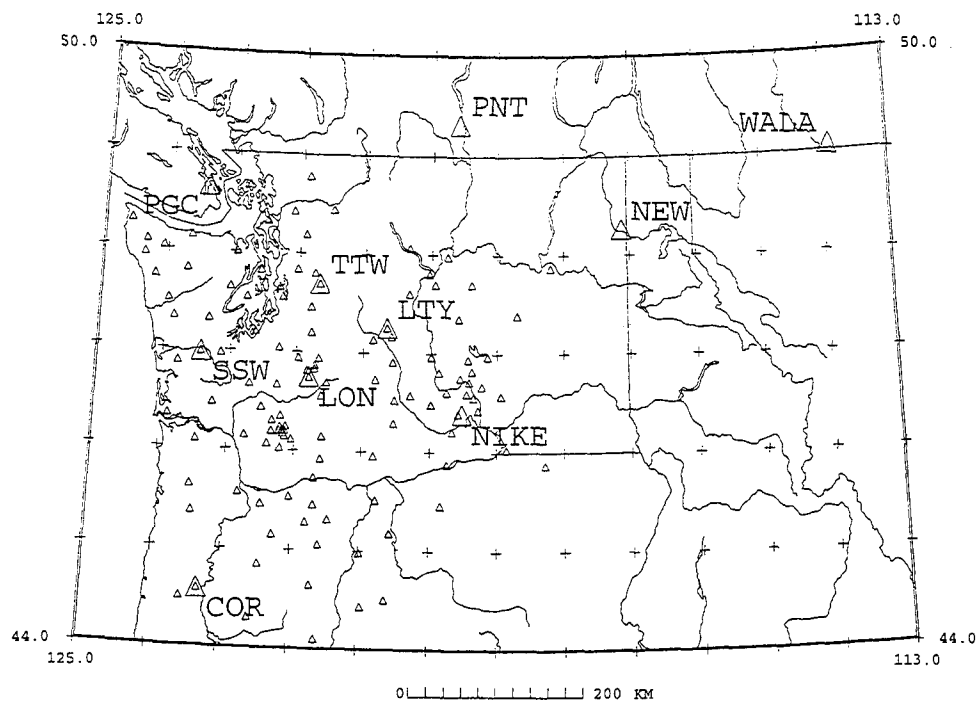 125.0
113.0
50.0
50.0
PNT
WALA
PGC
NEW
TTW
LTY
SSW
LON
NIKE
COR
44.0
44.0
125.0
113.0
0 200 KM